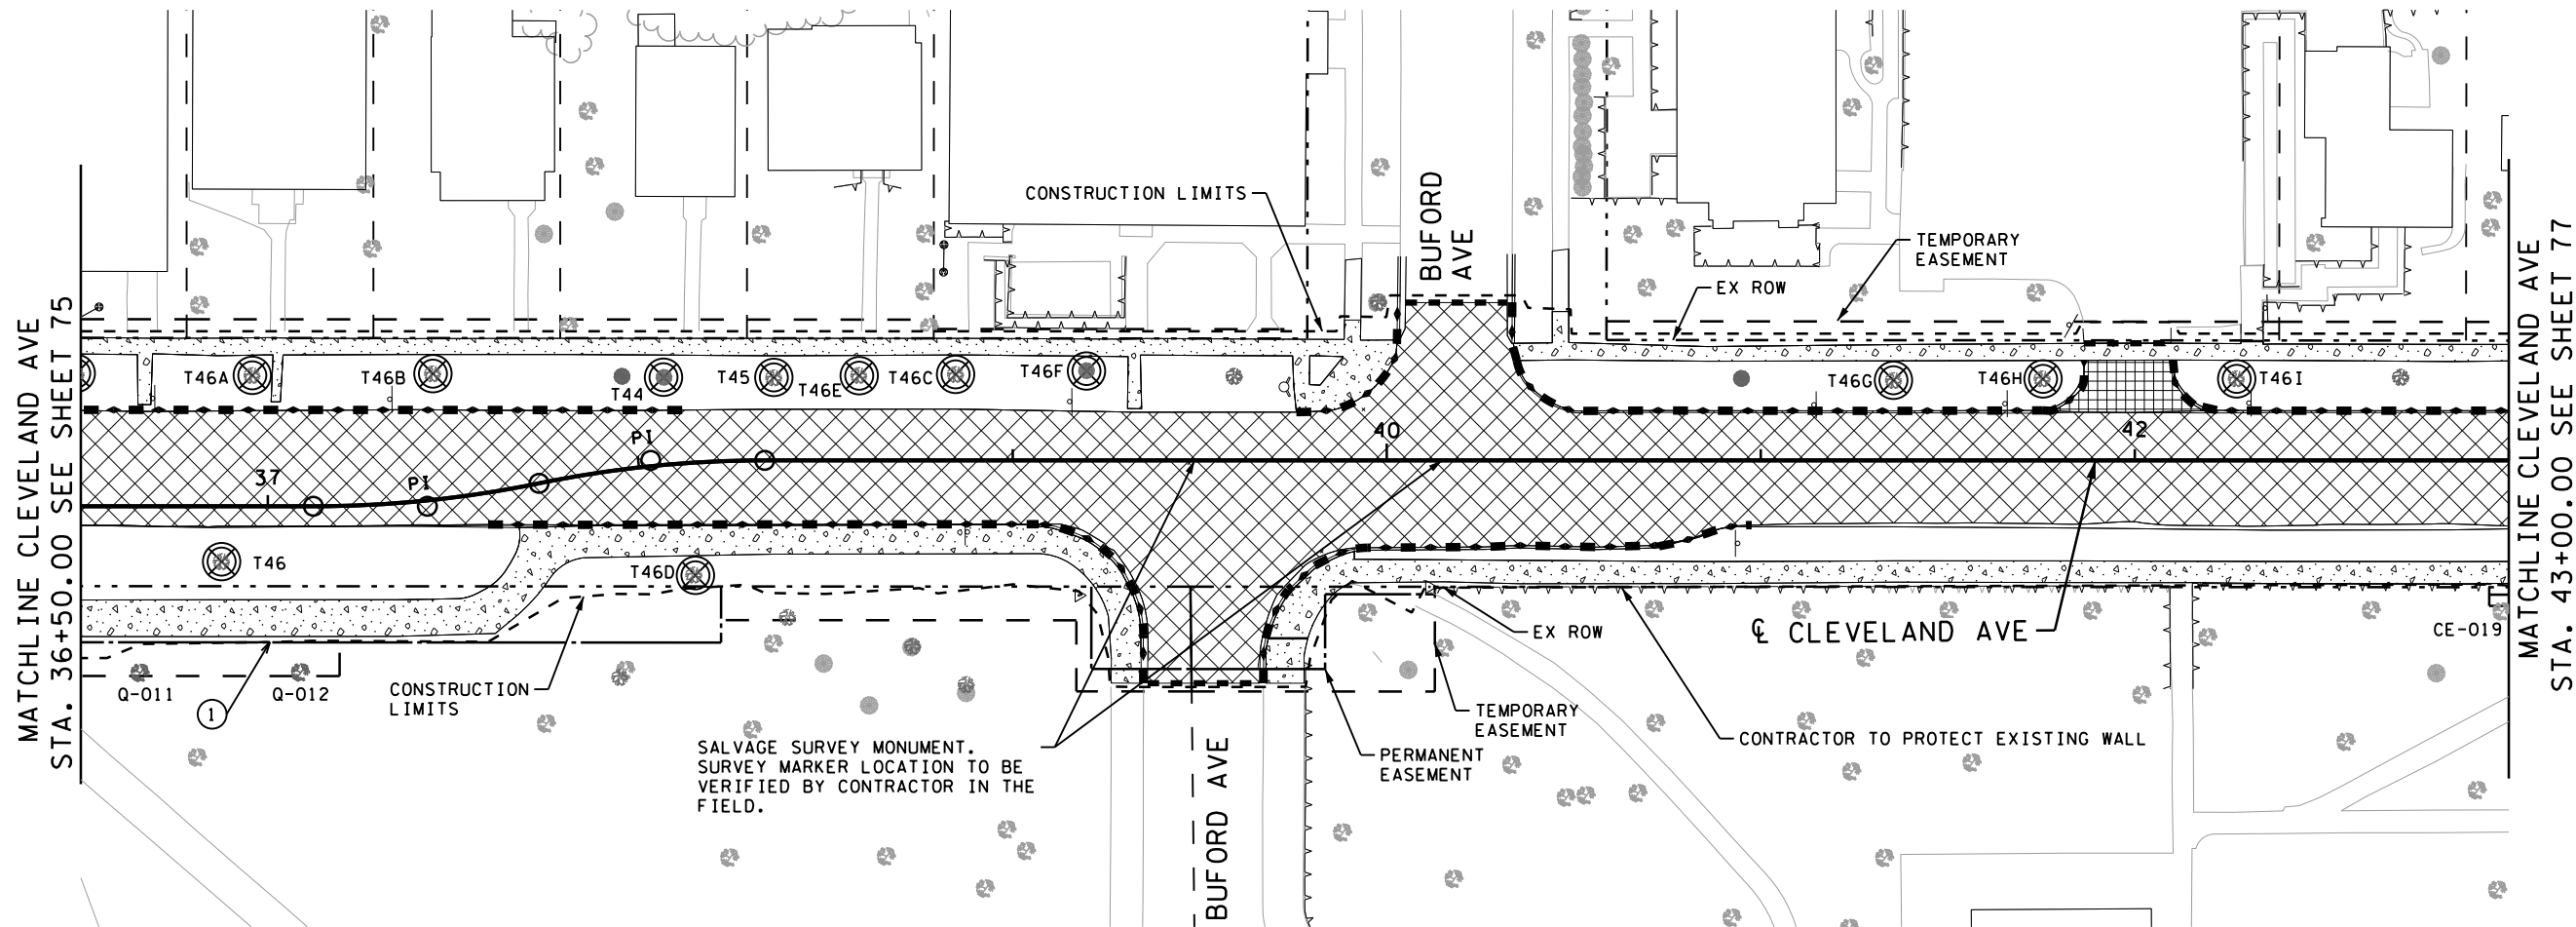 MATCHLINE CLEVELAND AVE
STA. 36+50.00 SEE SHEET 75
CONSTRUCTION LIMITS
BUFORD
AVE
TEMPORARY
EASEMENT
EX ROW
T46A
T46B
T44
T45
T46E
T46C
T46F
T46G
T46H
T46I
PI
40
42
37
PI
T46
T46D
Q-011
Q-012
1
CONSTRUCTION
LIMITS
SALVAGE SURVEY MONUMENT.
SURVEY MARKER LOCATION TO BE
VERIFIED BY CONTRACTOR IN THE
FIELD.
BUFORD AVE
EX ROW
TEMPORARY
EASEMENT
PERMANENT
EASEMENT
℄ CLEVELAND AVE
CONTRACTOR TO PROTECT EXISTING WALL
CE-019
MATCHLINE CLEVELAND AVE
STA. 43+00.00 SEE SHEET 77